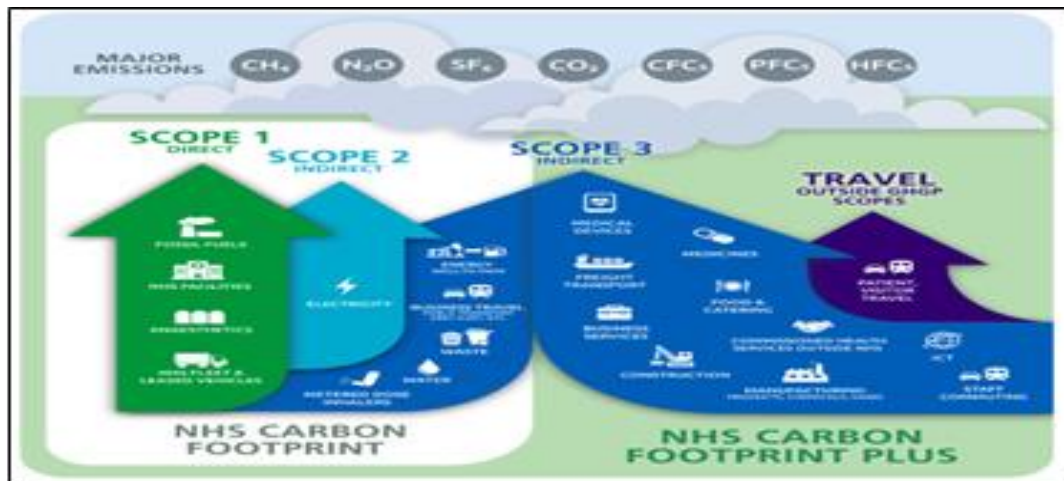 MAJOR
EMISSIONS
CH₄
N₂O
SF₆
CO₂
CFCs
PFCs
HFCs
SCOPE 1
DIRECT
SCOPE 2
INDIRECT
SCOPE 3
INDIRECT
TRAVEL
OUTSIDE GHGP
SCOPES
FOSSIL FUELS
NHS FACILITIES
ANAESTHETICS
NHS FLEET &
LEASED VEHICLES
ELECTRICITY
ENERGY
BUSINESS TRAVEL
WASTE
WATER
METERED DOSE
INHALERS
MEDICAL
DEVICES
FREIGHT
TRANSPORT
BUSINESS
SERVICES
CONSTRUCTION
MEDICINES
FOOD &
CATERING
COMMISSIONED HEALTH
SERVICES OUTSIDE NHS
MANUFACTURING
PATIENT,
VISITOR
TRAVEL
ICT
STAFF
COMMUTING
NHS CARBON
FOOTPRINT
NHS CARBON
FOOTPRINT PLUS